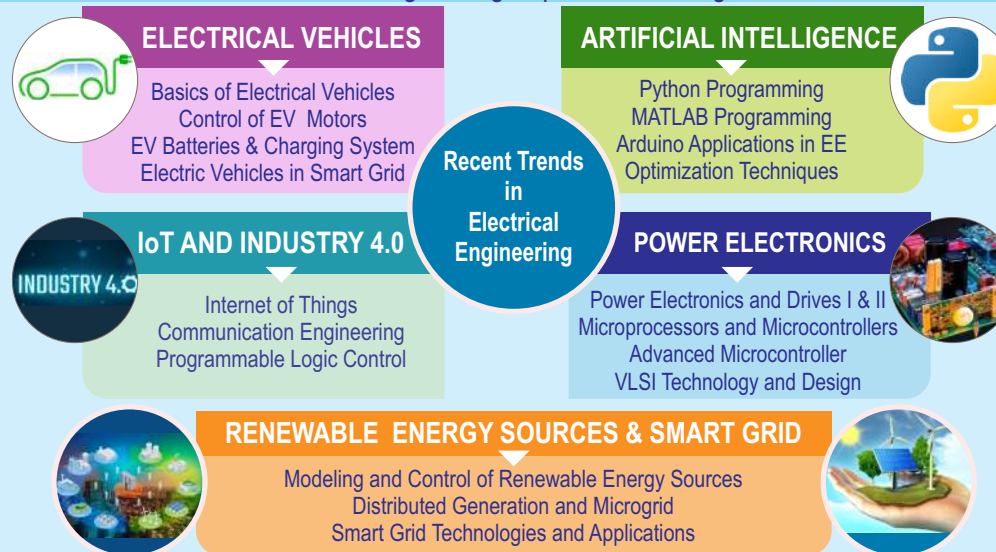 ELECTRICAL VEHICLES
Basics of Electrical Vehicles
Control of EV Motors
EV Batteries & Charging System
Electric Vehicles in Smart Grid
ARTIFICIAL INTELLIGENCE
Python Programming
MATLAB Programming
Arduino Applications in EE
Optimization Techniques
Recent Trends
in
Electrical
Engineering
IoT AND INDUSTRY 4.0
INDUSTRY 4.0
Internet of Things
Communication Engineering
Programmable Logic Control
POWER ELECTRONICS
Power Electronics and Drives I & II
Microprocessors and Microcontrollers
Advanced Microcontroller
VLSI Technology and Design
RENEWABLE ENERGY SOURCES & SMART GRID
Modeling and Control of Renewable Energy Sources
Distributed Generation and Microgrid
Smart Grid Technologies and Applications